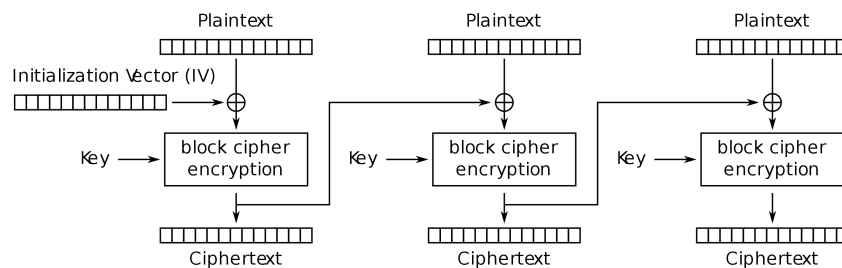 Plaintext
Plaintext
Plaintext
Initialization Vector (IV)
Key
block cipher
encryption
Key
block cipher
encryption
Key
block cipher
encryption
Ciphertext
Ciphertext
Ciphertext